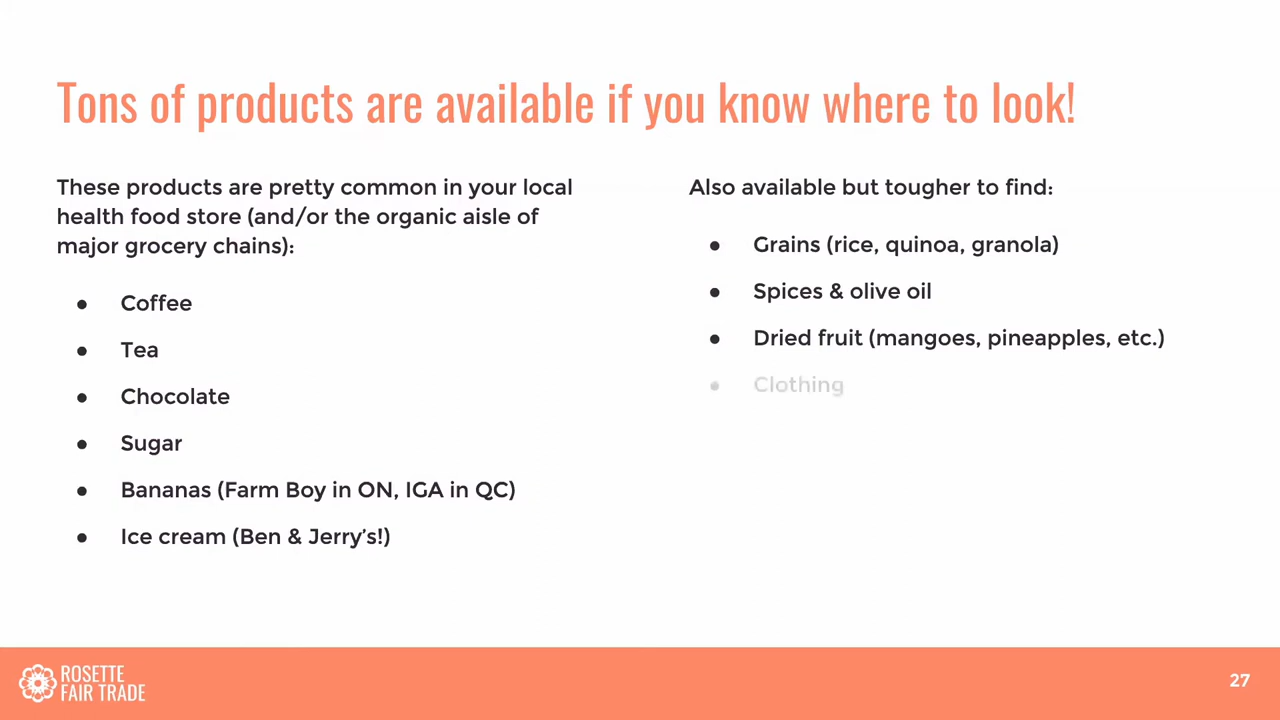 Tons of products are available if you know where to look!
These products are pretty common in your local
health food store (and/or the organic aisle of
major grocery chains):
● Coffee
● Tea
● Chocolate
● Sugar
● Bananas (Farm Boy in ON, IGA in QC)
● Ice cream (Ben & Jerry’s!)
Also available but tougher to find:
● Grains (rice, quinoa, granola)
● Spices & olive oil
● Dried fruit (mangoes, pineapples, etc.)
● Clothing
ROSETTE
FAIR TRADE
27